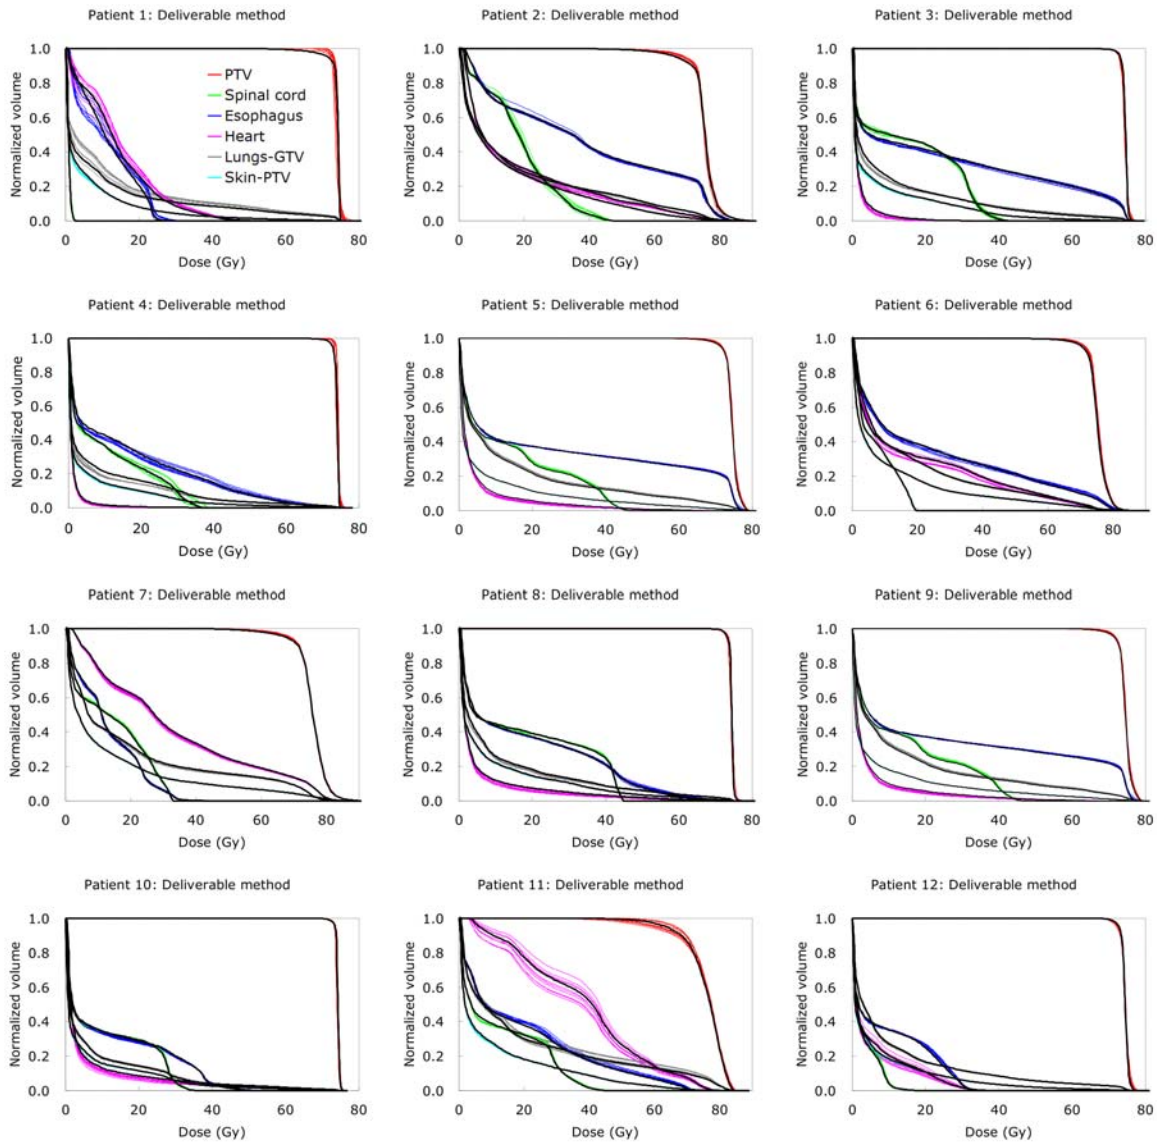 Patient 1: Deliverable method
Patient 2: Deliverable method
Patient 3: Deliverable method
Normalized volume
1.0
0.8
0.6
0.4
0.2
0.0
PTV
Spinal cord
Esophagus
Heart
Lungs-GTV
Skin-PTV
0 20 40 60 80
Dose (Gy)
Normalized volume
1.0
0.8
0.6
0.4
0.2
0.0
0 20 40 60 80
Dose (Gy)
Normalized volume
1.0
0.8
0.6
0.4
0.2
0.0
0 20 40 60 80
Dose (Gy)
Patient 4: Deliverable method
Patient 5: Deliverable method
Patient 6: Deliverable method
Normalized volume
1.0
0.8
0.6
0.4
0.2
0.0
0 20 40 60 80
Dose (Gy)
Normalized volume
1.0
0.8
0.6
0.4
0.2
0.0
0 20 40 60 80
Dose (Gy)
Normalized volume
1.0
0.8
0.6
0.4
0.2
0.0
0 20 40 60 80
Dose (Gy)
Patient 7: Deliverable method
Patient 8: Deliverable method
Patient 9: Deliverable method
Normalized volume
1.0
0.8
0.6
0.4
0.2
0.0
0 20 40 60 80
Dose (Gy)
Normalized volume
1.0
0.8
0.6
0.4
0.2
0.0
0 20 40 60 80
Dose (Gy)
Normalized volume
1.0
0.8
0.6
0.4
0.2
0.0
0 20 40 60 80
Dose (Gy)
Patient 10: Deliverable method
Patient 11: Deliverable method
Patient 12: Deliverable method
Normalized volume
1.0
0.8
0.6
0.4
0.2
0.0
0 20 40 60 80
Dose (Gy)
Normalized volume
1.0
0.8
0.6
0.4
0.2
0.0
0 20 40 60 80
Dose (Gy)
Normalized volume
1.0
0.8
0.6
0.4
0.2
0.0
0 20 40 60 80
Dose (Gy)